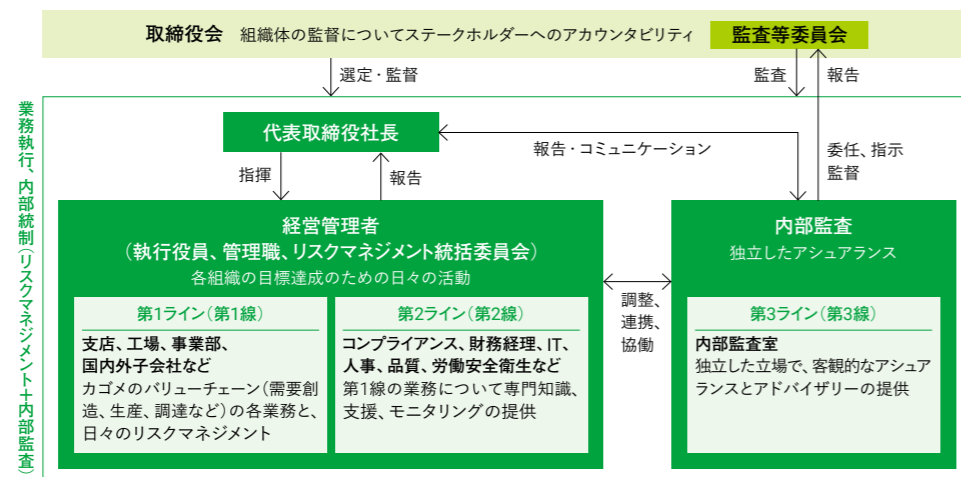 取締役会 組織体の監督についてステークホルダーへのアカウンタビリティ 監査等委員会
選定・監督
監査
報告
業務執行、内部統制（リスクマネジメント＋内部監査）
代表取締役社長
報告・コミュニケーション
委任、指示
監督
指揮
報告
経営管理者
（執行役員、管理職、リスクマネジメント統括委員会）
各組織の目標達成のための日々の活動
第1ライン（第1線）
支店、工場、事業部、
国内外子会社など
カゴメのバリューチェーン（需要創
造、生産、調達など）の各業務と、
日々のリスクマネジメント
第2ライン（第2線）
コンプライアンス、財務経理、IT、
人事、品質、労働安全衛生など
第1線の業務について専門知識、
支援、モニタリングの提供
調整、
連携、
協働
内部監査
独立したアシュアランス
第3ライン（第3線）
内部監査室
独立した立場で、客観的なアシュア
ランスとアドバイザリーの提供